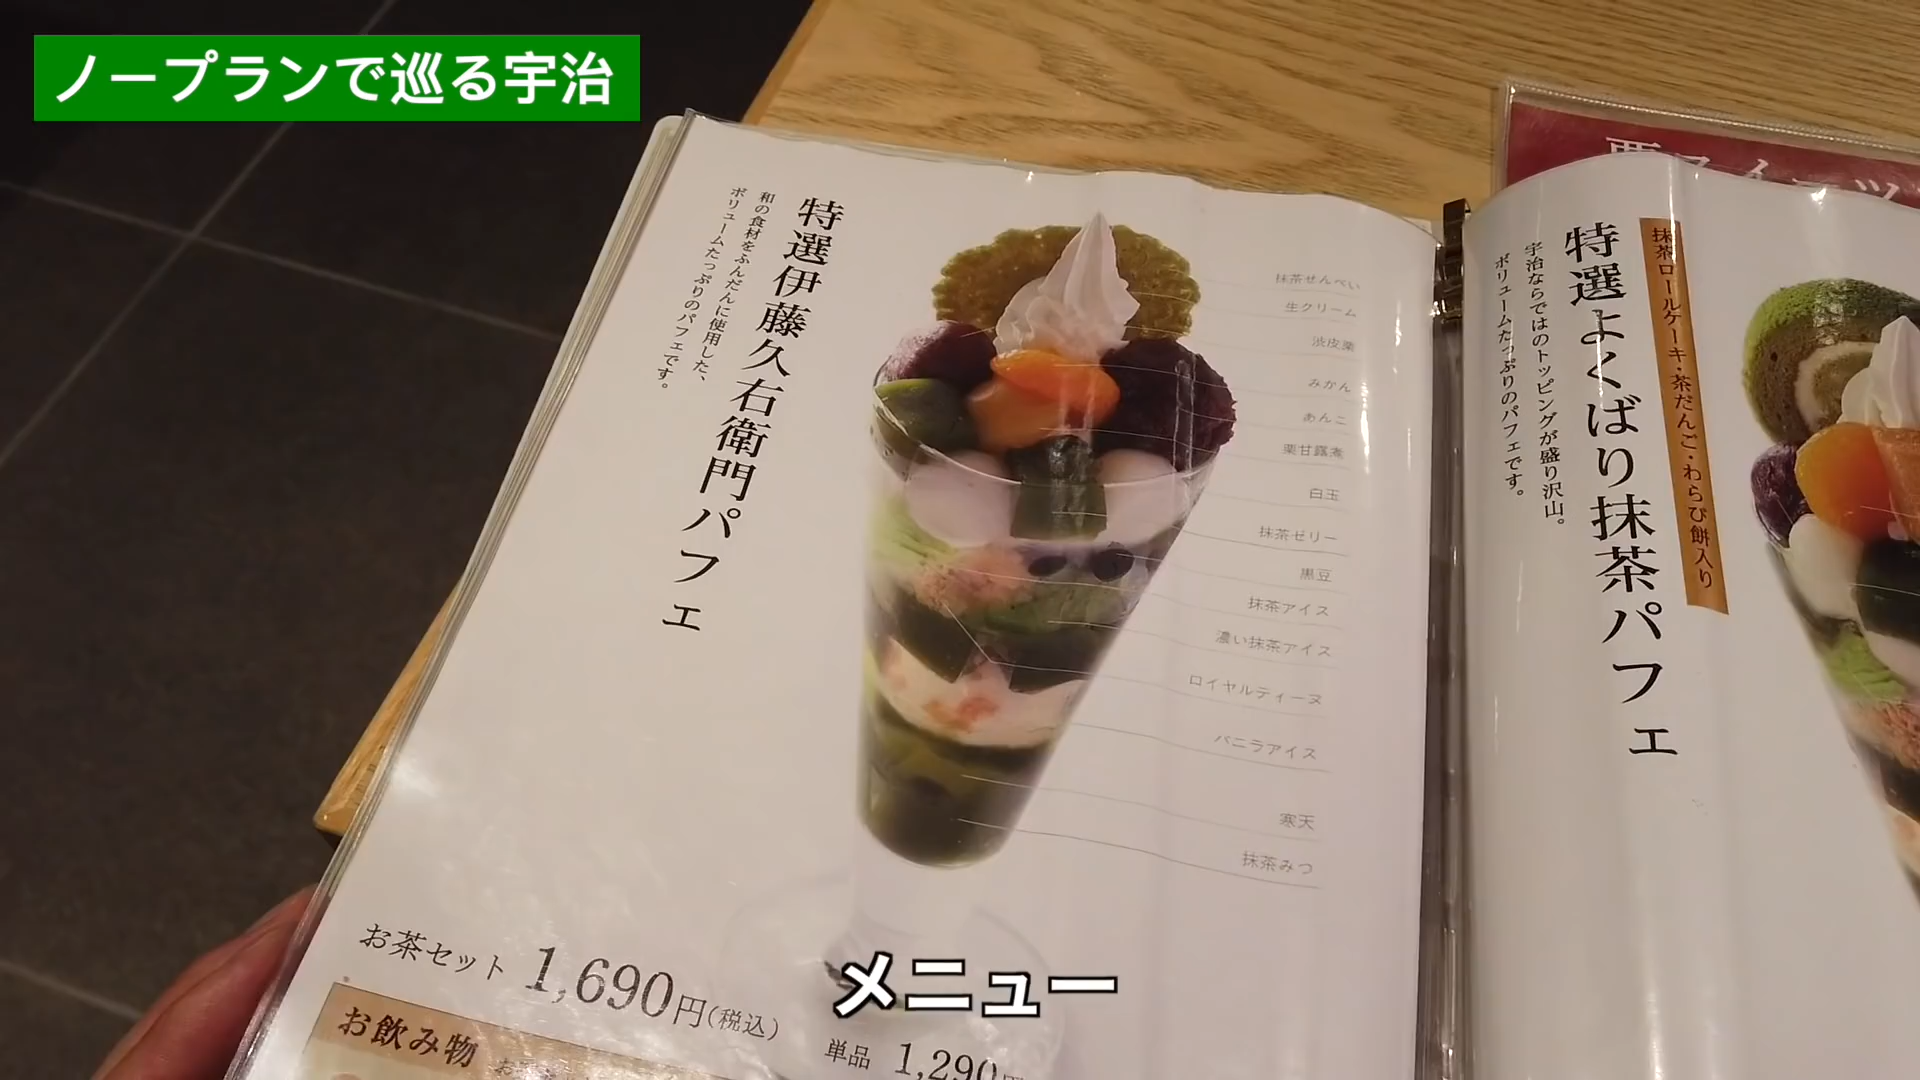 ノープランで巡る宇治
特選伊藤久右衛門パフェ
和の食材をふんだんに使用した、
ボリュームたっぷりのパフェです。
抹茶せんべい
生クリーム
渋皮栗
みかん
あんこ
栗甘露煮
白玉
抹茶ゼリー
黒豆
抹茶アイス
濃い抹茶アイス
ロイヤルティーヌ
バニラアイス
寒天
抹茶みつ
お茶セット 1,690円(税込)
単品 1,290円
お飲み物
抹茶ロールケーキ・茶だんご・わらび餅入り
特選よくばり抹茶パフェ
宇治ならではのトッピングが盛り沢山。
ボリュームたっぷりのパフェです。
メニュー